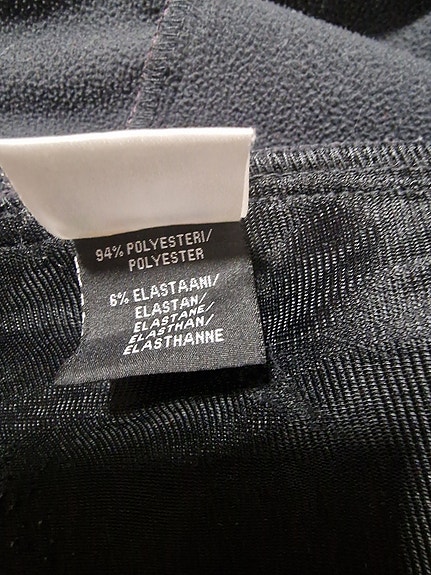 94% POLYESTERI/
POLYESTER
6% ELASTAANI/
ELASTAN/
ELASTANE/
ELASTHAN/
ELASTHANNE